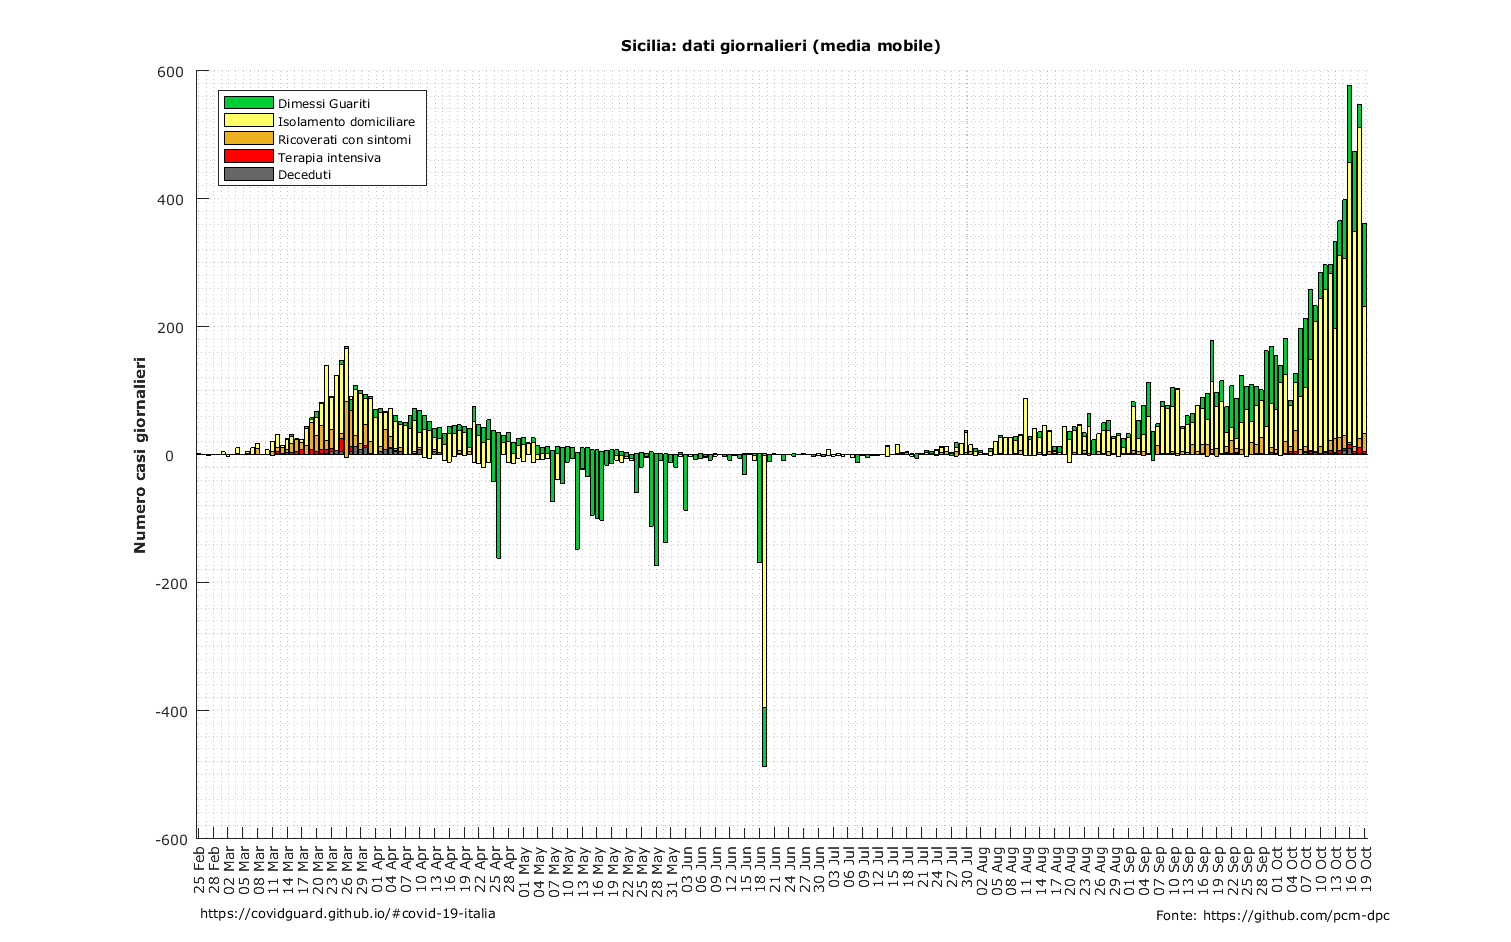 Sicilia: dati giornalieri (media mobile)
600
400
200
0
-200
-400
-600
Numero casi giornalieri
Dimessi Guariti
Isolamento domiciliare
Ricoverati con sintomi
Terapia intensiva
Deceduti
25 Feb
28 Feb
02 Mar
05 Mar
08 Mar
11 Mar
14 Mar
17 Mar
20 Mar
23 Mar
26 Mar
29 Mar
01 Apr
04 Apr
07 Apr
10 Apr
13 Apr
16 Apr
19 Apr
22 Apr
25 Apr
28 Apr
01 May
04 May
07 May
10 May
13 May
16 May
19 May
22 May
25 May
28 May
31 May
03 Jun
06 Jun
09 Jun
12 Jun
15 Jun
18 Jun
21 Jun
24 Jun
27 Jun
30 Jun
03 Jul
06 Jul
09 Jul
12 Jul
15 Jul
18 Jul
21 Jul
24 Jul
27 Jul
30 Jul
02 Aug
05 Aug
08 Aug
11 Aug
14 Aug
17 Aug
20 Aug
23 Aug
26 Aug
29 Aug
01 Sep
04 Sep
07 Sep
10 Sep
13 Sep
16 Sep
19 Sep
22 Sep
25 Sep
28 Sep
01 Oct
04 Oct
07 Oct
10 Oct
13 Oct
16 Oct
19 Oct
https://covidguard.github.io/#covid-19-italia
Fonte: https://github.com/pcm-dpc